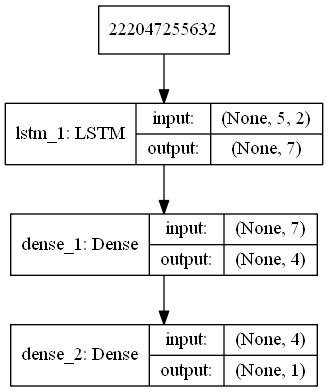 222047255632
lstm_1: LSTM
input: (None, 5, 2)
output: (None, 7)
dense_1: Dense
input: (None, 7)
output: (None, 4)
dense_2: Dense
input: (None, 4)
output: (None, 1)